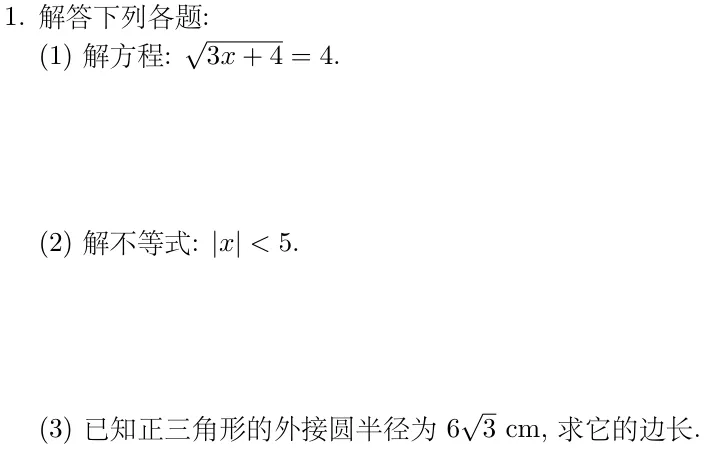 1. 解答下列各题:
(1) 解方程: $\sqrt{3x+4}=4$.
(2) 解不等式: $|x|<5$.
(3) 已知正三角形的外接圆半径为 $6\sqrt{3}$ cm, 求它的边长.